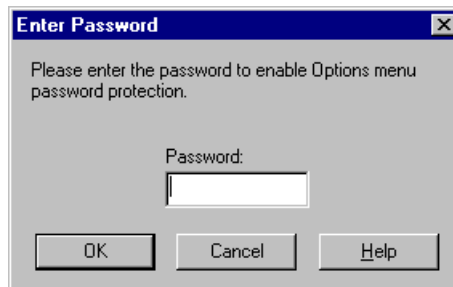 Enter Password
Please enter the password to enable Options menu
password protection.
Password:
OK Cancel Help